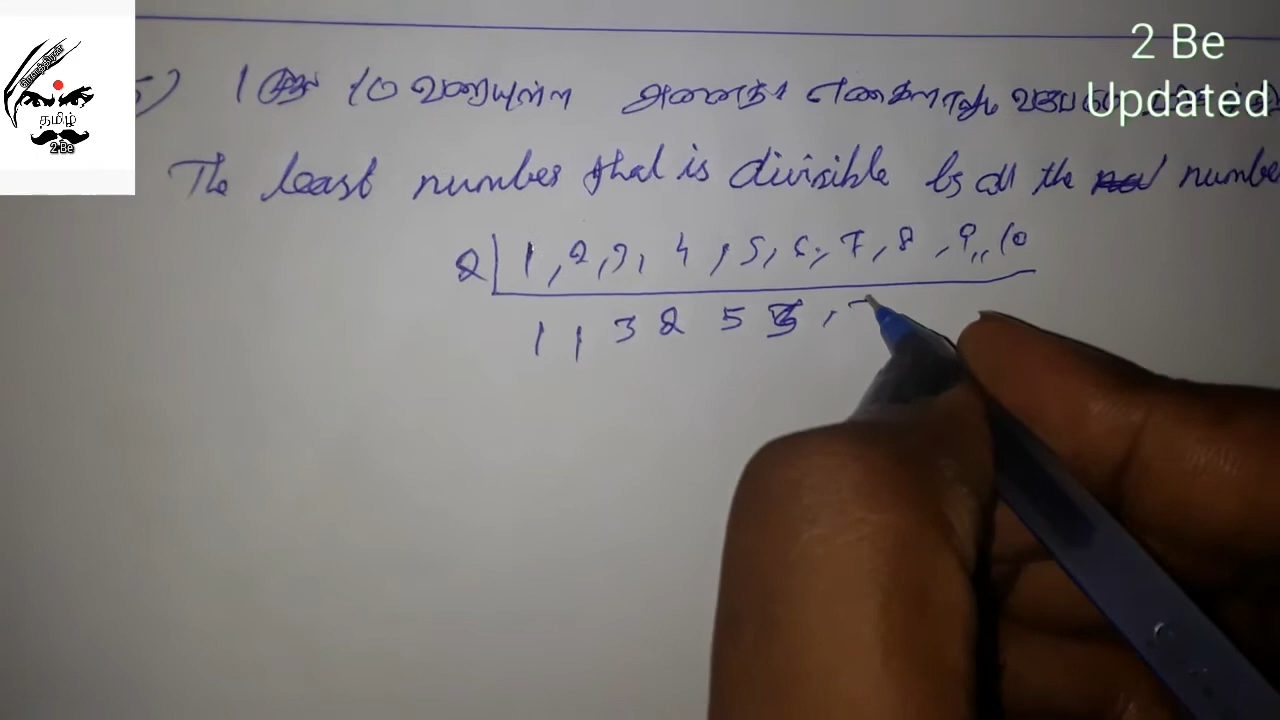 2 Be
Updated
தமிழ்
2 Be
5) 1 முதல் 10 வரையுள்ள அனைத்து எண்களாலும்
The least number that is divisible by all the number
2 | 1, 2, 3, 4, 5, 6, 7, 8, 9, 10
1 1 3 2 5 3,